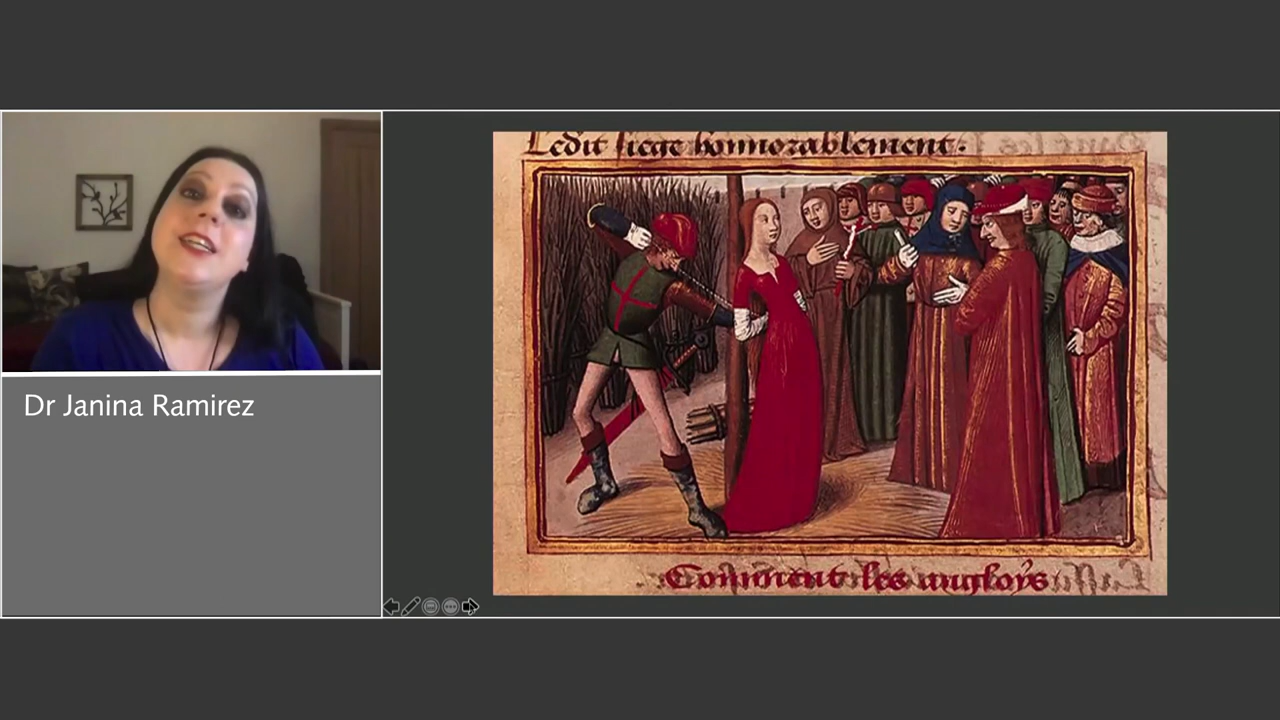 Dr Janina Ramirez
Ledit siege honnorablement.
Comment les angloys